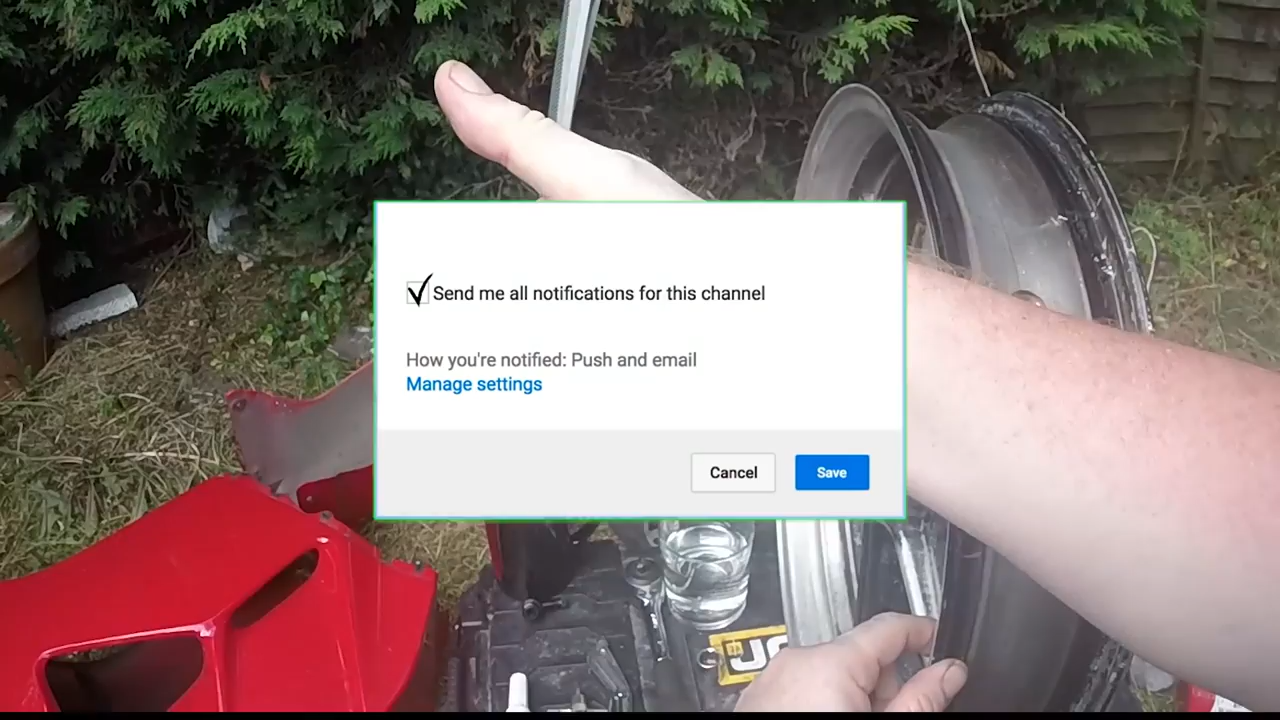 Send me all notifications for this channel
How you're notified: Push and email
Manage settings
Cancel
Save